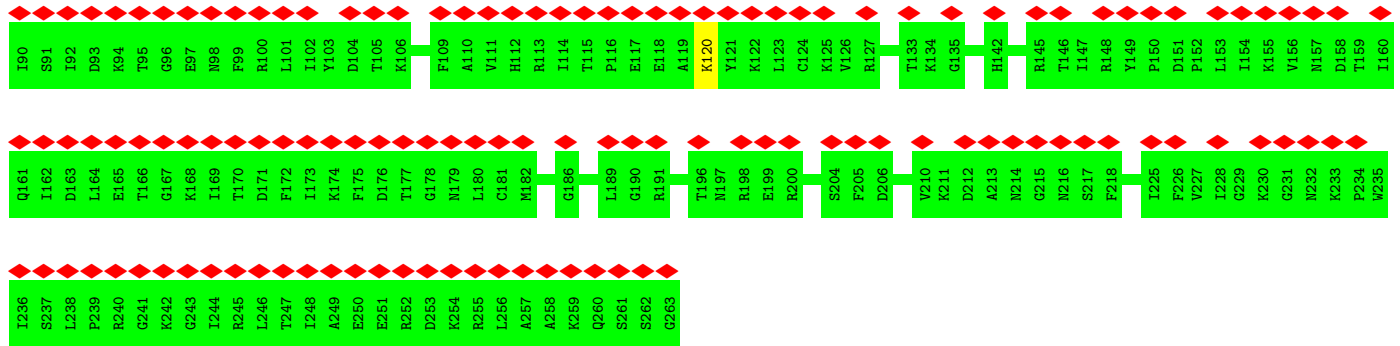 I90 S91 I92 D93 K94 T95 G96 E97 N98 F99 R100 L101 I102 Y103 D104 T105 K106 F109 A110 V111 H112 R113 I114 T115 P116 E117 E118 A119 K120 Y121 K122 L123 C124 K125 V126 R127 T133 K134 G135 H142 R145 T146 I147 R148 Y149 P150 D151 P152 L153 I154 K155 V156 N157 D158 T159 I160
Q161 I162 D163 L164 E165 T166 G167 K168 I169 T170 D171 F172 I173 K174 F175 D176 T177 G178 N179 L180 C181 M182 G186 L189 G190 R191 T196 N197 R198 E199 R200 S204 F205 D206 V210 K211 D212 A213 N214 G215 N216 S217 F218 I225 F226 V227 I228 G229 K230 G231 N232 K233 P234 W235
I236 S237 L238 P239 R240 G241 K242 G243 I244 R245 L246 T247 I248 A249 E250 E251 R252 D253 K254 R255 L256 A257 A258 K259 Q260 S261 S262 G263